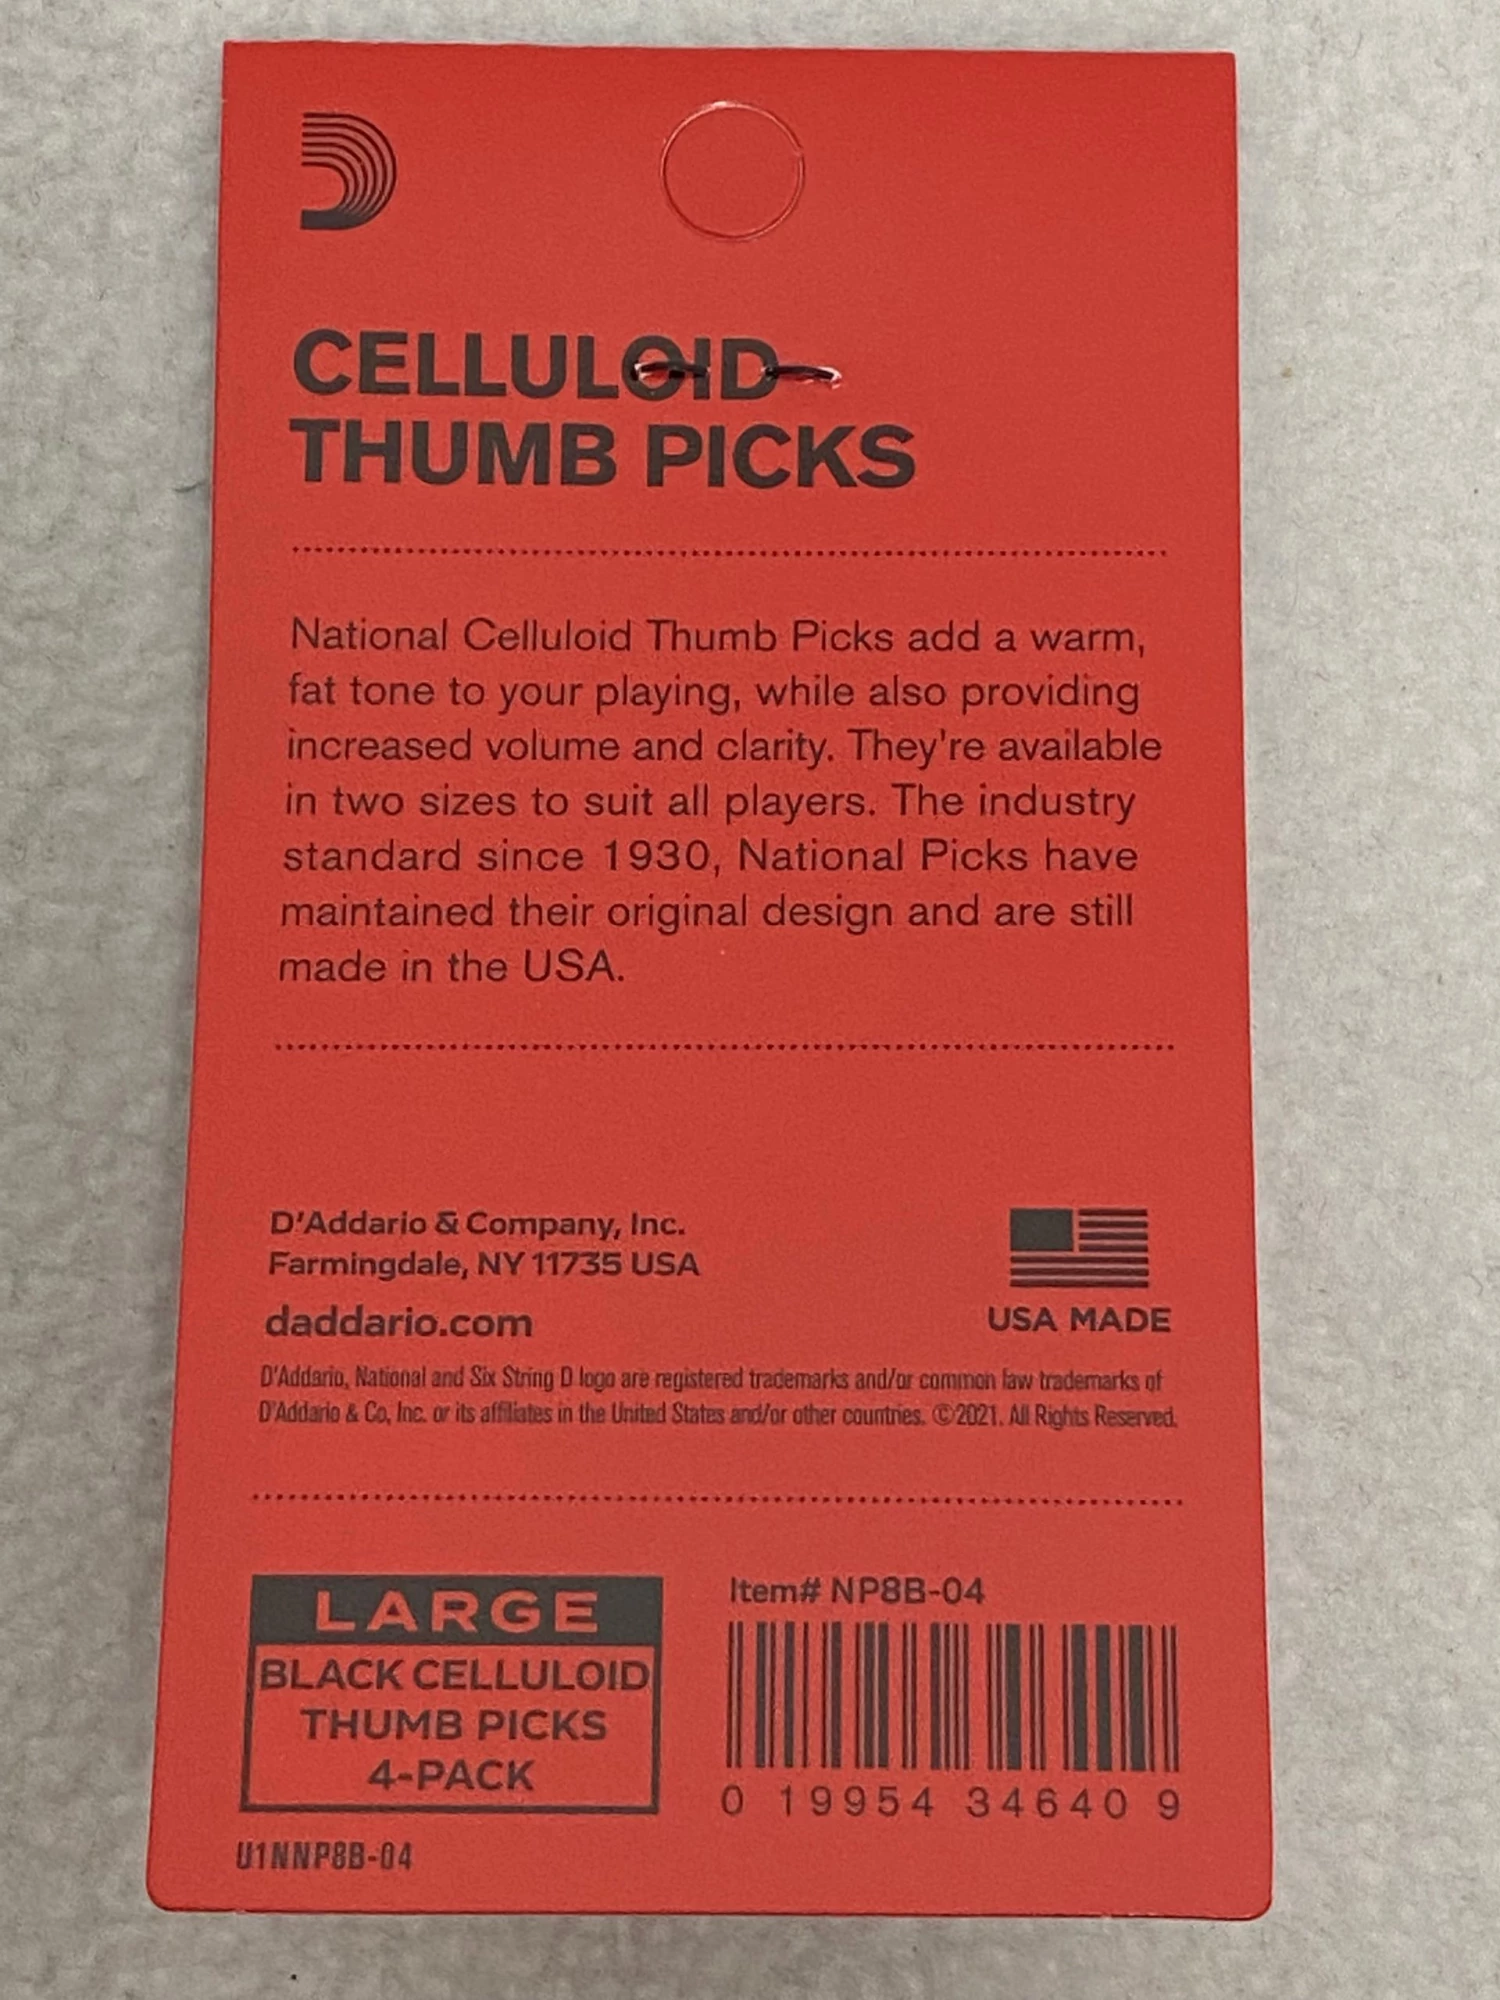 CELLULOID
THUMB PICKS
National Celluloid Thumb Picks add a warm,
fat tone to your playing, while also providing
increased volume and clarity. They're available
in two sizes to suit all players. The industry
standard since 1930, National Picks have
maintained their original design and are still
made in the USA.
D'Addario & Company, Inc.
Farmingdale, NY 11735 USA
daddario.com
USA MADE
D'Addario, National and Six String D logo are registered trademarks and/or common law trademarks of
D'Addario & Co, Inc. or its affiliates in the United States and/or other countries. ©2021. All Rights Reserved.
LARGE
BLACK CELLULOID
THUMB PICKS
4-PACK
U1NNP8B-04
Item# NP8B-04
0 19954 34640 9